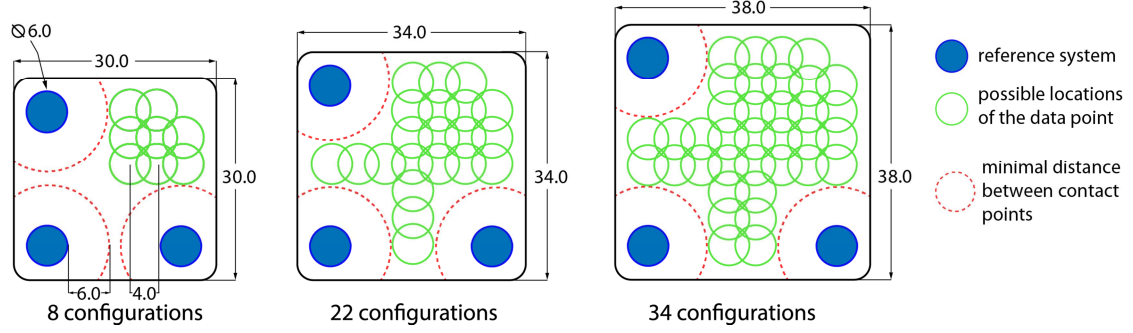 ⌀6.0
30.0
30.0
6.0
4.0
8 configurations
34.0
34.0
22 configurations
38.0
38.0
34 configurations
reference system
possible locations
of the data point
minimal distance
between contact
points